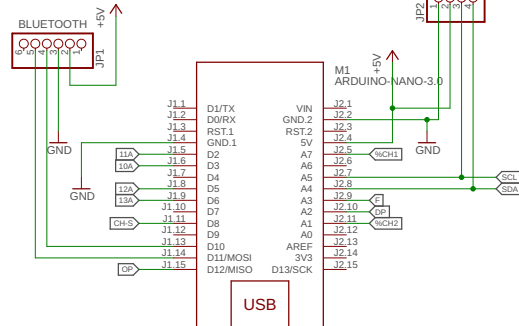 BLUETOOTH
+5V
6
5
4
3
2
1
JP1
JP2
1
2
3
4
+5V
M1
ARDUINO-NANO-3.0
GND
GND
GND
J1.1 D1/TX VIN J2.1
J1.2 D0/RX GND.2 J2.2
J1.3 RST.1 RST.2 J2.3
J1.4 GND.1 5V J2.4
11A J1.5 D2 A7 J2.5 %CH1
10A J1.6 D3 A6 J2.6
J1.7 D4 A5 J2.7 SCL
12A J1.8 D5 A4 J2.8 SDA
13A J1.9 D6 A3 J2.9 F
J1.10 D7 A2 J2.10 DP
CH-S J1.11 D8 A1 J2.11 %CH2
J1.12 D9 A0 J2.12
J1.13 D10 AREF J2.13
J1.14 D11/MOSI 3V3 J2.14
OP J1.15 D12/MISO D13/SCK J2.15
USB